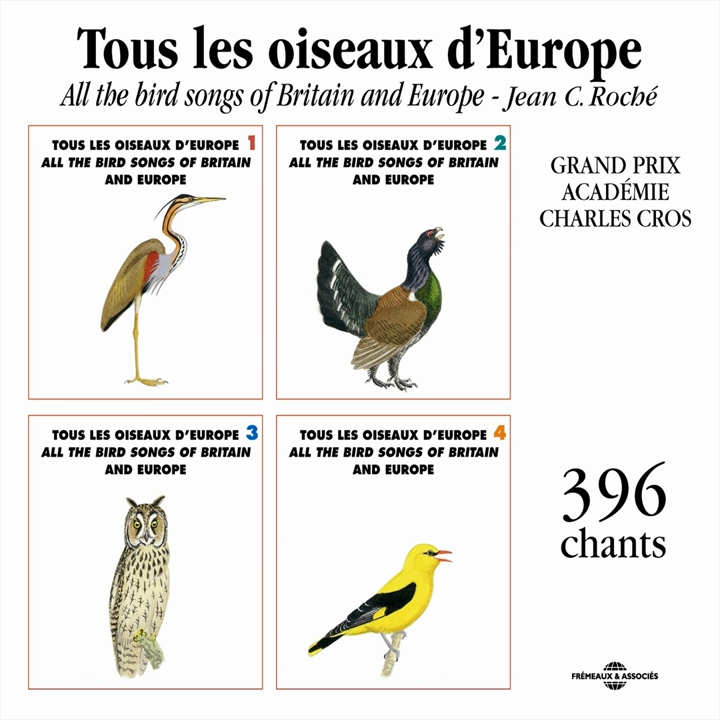 Tous les oiseaux d'Europe
All the bird songs of Britain and Europe - Jean C. Roché
TOUS LES OISEAUX D'EUROPE 1
ALL THE BIRD SONGS OF BRITAIN
AND EUROPE
TOUS LES OISEAUX D'EUROPE 2
ALL THE BIRD SONGS OF BRITAIN
AND EUROPE
GRAND PRIX
ACADÉMIE
CHARLES CROS
TOUS LES OISEAUX D'EUROPE 3
ALL THE BIRD SONGS OF BRITAIN
AND EUROPE
TOUS LES OISEAUX D'EUROPE 4
ALL THE BIRD SONGS OF BRITAIN
AND EUROPE
396
chants
FRÉMEAUX & ASSOCIÉS